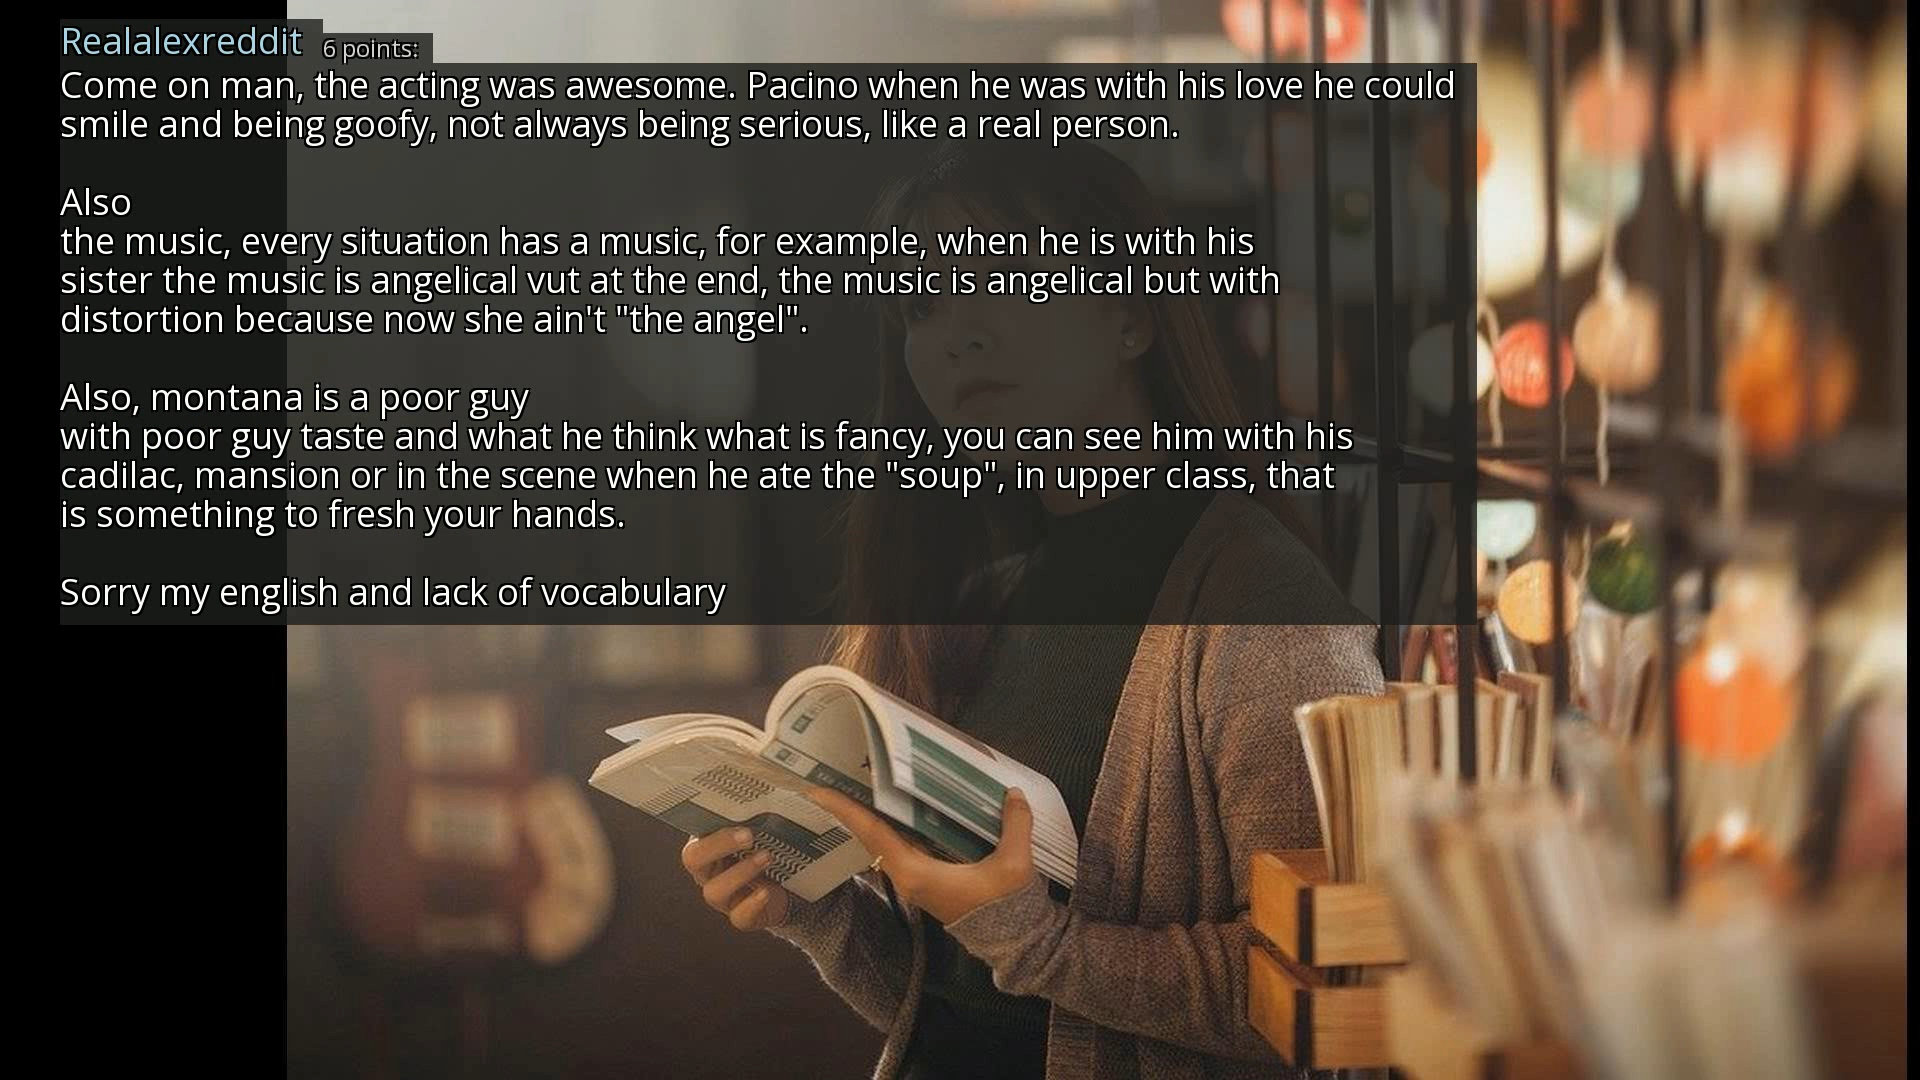 Realalexreddit 6 points:
Come on man, the acting was awesome. Pacino when he was with his love he could
smile and being goofy, not always being serious, like a real person.
Also
the music, every situation has a music, for example, when he is with his
sister the music is angelical vut at the end, the music is angelical but with
distortion because now she ain't "the angel".
Also, montana is a poor guy
with poor guy taste and what he think what is fancy, you can see him with his
cadilac, mansion or in the scene when he ate the "soup", in upper class, that
is something to fresh your hands.
Sorry my english and lack of vocabulary